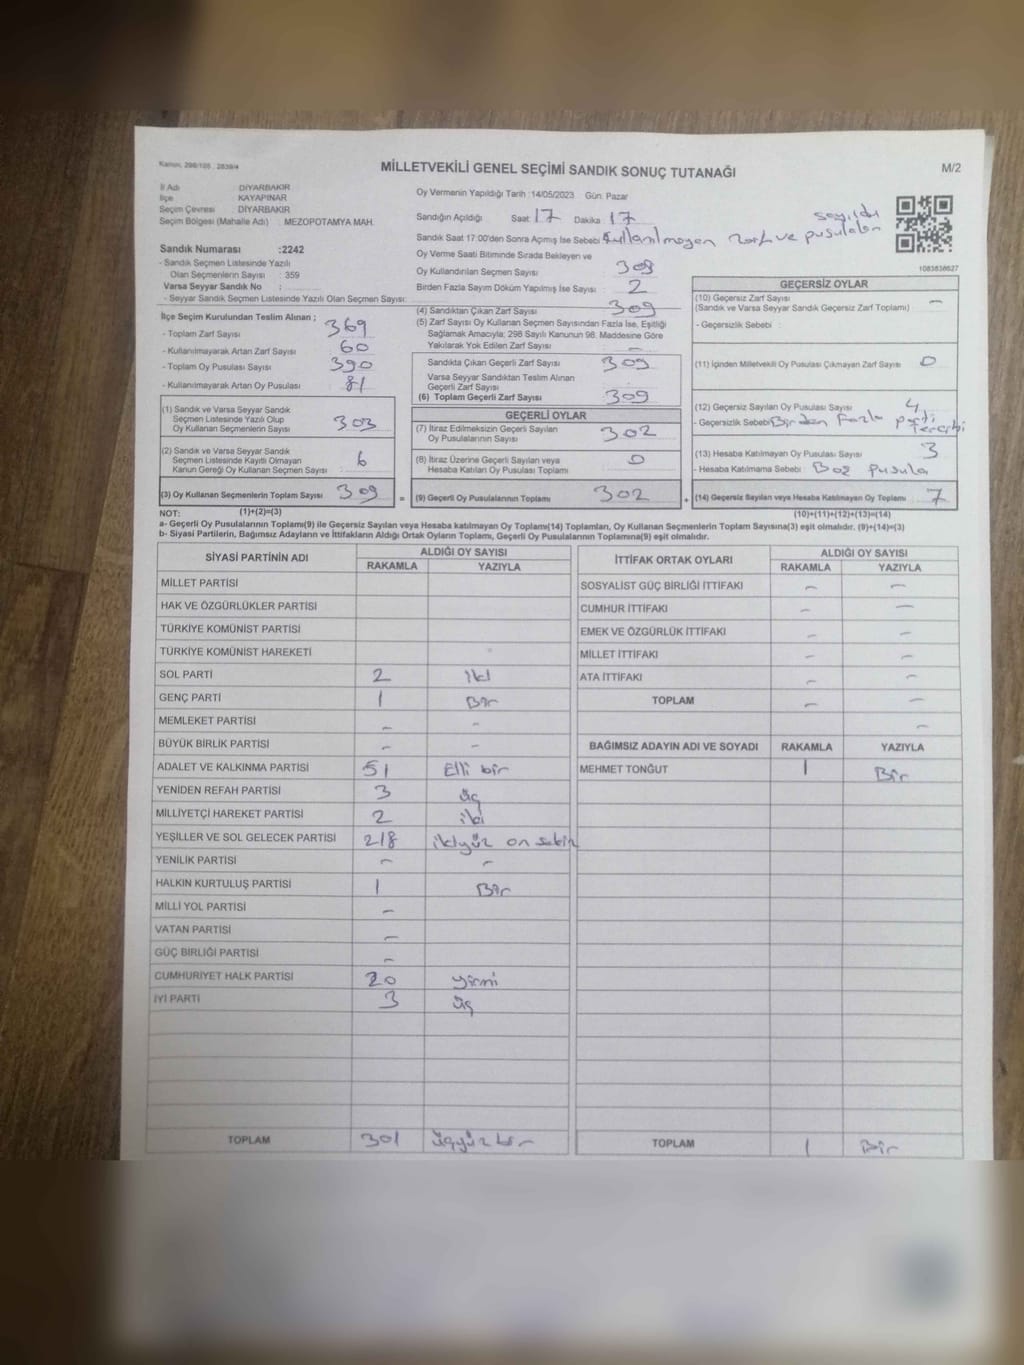 Kanun, 298/105 , 2839/4
MİLLETVEKİLİ GENEL SEÇİMİ SANDIK SONUÇ TUTANAĞI
M/2
İl Adı DİYARBAKIR
İlçe KAYAPINAR
Seçim Çevresi : DİYARBAKIR
Seçim Bölgesi (Mahalle Adı) : MEZOPOTAMYA MAH.
Sandık Numarası :2242
- Sandık Seçmen Listesinde Yazılı
Olan Seçmenlerin Sayısı : 359
Varsa Seyyar Sandık No :
- Seyyar Sandık Seçmen Listesinde Yazılı Olan Seçmen Sayısı:
Oy Vermenin Yapıldığı Tarih :14/05/2023 Gün: Pazar
Sandığın Açıldığı Saat 17 Dakika 17
Sandık Saat 17:00'den Sonra Açımış İse Sebebi Kullanılmayan zarf ve pusulalar sayıldı
Oy Verme Saati Bitiminde Sırada Bekleyen ve
Oy Kullandırılan Seçmen Sayısı : 309
Birden Fazla Sayım Döküm Yapılmış İse Sayısı : 2
1083838627
İlçe Seçim Kurulundan Teslim Alınan ;
- Toplam Zarf Sayısı 369
- Kullanılmayarak Artan Zarf Sayısı 60
- Toplam Oy Pusulası Sayısı 390
- Kullanılmayarak Artan Oy Pusulası 81
(1) Sandık ve Varsa Seyyar Sandık
Seçmen Listesinde Yazılı Olup
Oy Kullanan Seçmenlerin Sayısı : 303
(2) Sandık ve Varsa Seyyar Sandık
Seçmen Listesinde Kayıtlı Olmayan
Kanun Gereği Oy Kullanan Seçmen Sayısı : 6
(3) Oy Kullanan Seçmenlerin Toplam Sayısı 309 =
(4) Sandıktan Çıkan Zarf Sayısı : 309
(5) Zarf Sayısı Oy Kullanan Seçmen Sayısından Fazla İse, Eşitliği
Sağlamak Amacıyla; 298 Sayılı Kanunun 98. Maddesine Göre
Yakılarak Yok Edilen Zarf Sayısı : –
Sandıkta Çıkan Geçerli Zarf Sayısı : 309
Varsa Seyyar Sandıktan Teslim Alınan
Geçerli Zarf Sayısı
(6) Toplam Geçerli Zarf Sayısı : 309
GEÇERLİ OYLAR
(7) İtiraz Edilmeksizin Geçerli Sayılan
Oy Pusulalarının Sayısı : 302
(8) İtiraz Üzerine Geçerli Sayılan veya
Hesaba Katılan Oy Pusulası Toplamı : 0
(9) Geçerli Oy Pusulalarının Toplamı 302 +
GEÇERSİZ OYLAR
(10) Geçersiz Zarf Sayısı –
(Sandık ve Varsa Seyyar Sandık Geçersiz Zarf Toplamı)
- Geçersizlik Sebebi :
(11) İçinden Milletvekili Oy Pusulası Çıkmayan Zarf Sayısı 0
(12) Geçersiz Sayılan Oy Pusulası Sayısı : 4
- Geçersizlik Sebebi Birden Fazla parti tercihi
(13) Hesaba Katılmayan Oy Pusulası Sayısı : 3
- Hesaba Katılmama Sebebi : Boş pusula
(14) Geçersiz Sayılan veya Hesaba Katılmayan Oy Toplamı 7
NOT: (1)+(2)=(3) (10)+(11)+(12)+(13)=(14)
a- Geçerli Oy Pusulalarının Toplamı(9) ile Geçersiz Sayılan veya Hesaba katılmayan Oy Toplamı(14) Toplamları, Oy Kullanan Seçmenlerin Toplam Sayısına(3) eşit olmalıdır. (9)+(14)=(3)
b- Siyasi Partilerin, Bağımsız Adayların ve İttifakların Aldığı Ortak Oyların Toplamı, Geçerli Oy Pusulalarının Toplamına(9) eşit olmalıdır.
SİYASİ PARTİNİN ADI ALDIĞI OY SAYISI
RAKAMLA YAZIYLA
MİLLET PARTİSİ
HAK VE ÖZGÜRLÜKLER PARTİSİ
TÜRKİYE KOMÜNİST PARTİSİ
TÜRKİYE KOMÜNİST HAREKETİ
SOL PARTİ 2 iki
GENÇ PARTİ 1 Bir
MEMLEKET PARTİSİ – –
BÜYÜK BİRLİK PARTİSİ – –
ADALET VE KALKINMA PARTİSİ 51 Elli bir
YENİDEN REFAH PARTİSİ 3 üç
MİLLİYETÇİ HAREKET PARTİSİ 2 iki
YEŞİLLER VE SOL GELECEK PARTİSİ 218 ikiyüz on sekiz
YENİLİK PARTİSİ – –
HALKIN KURTULUŞ PARTİSİ 1 Bir
MİLLİ YOL PARTİSİ –
VATAN PARTİSİ –
GÜÇ BİRLİĞİ PARTİSİ –
CUMHURİYET HALK PARTİSİ 20 yirmi
İYİ PARTİ 3 üç
TOPLAM 301 üçyüz bir
İTTİFAK ORTAK OYLARI ALDIĞI OY SAYISI
RAKAMLA YAZIYLA
SOSYALİST GÜÇ BİRLİĞİ İTTİFAKI – –
CUMHUR İTTİFAKI – –
EMEK VE ÖZGÜRLÜK İTTİFAKI – –
MİLLET İTTİFAKI – –
ATA İTTİFAKI – –
TOPLAM – –
–
BAĞIMSIZ ADAYIN ADI VE SOYADI RAKAMLA YAZIYLA
MEHMET TONĞUT 1 Bir
TOPLAM 1 Bir